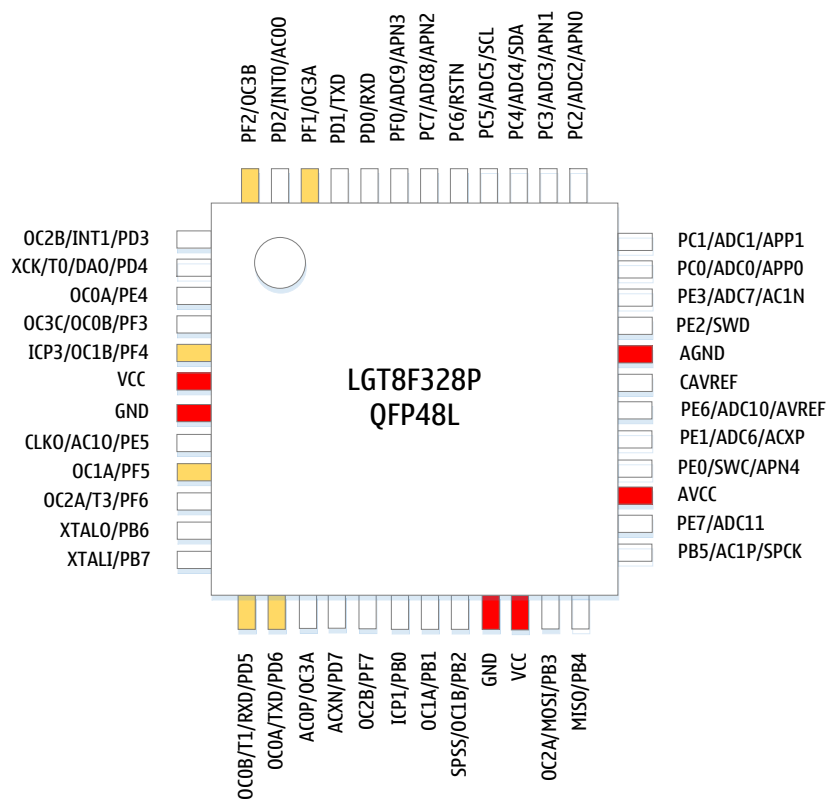 PF2/OC3B
PD2/INT0/AC0O
PF1/OC3A
PD1/TXD
PD0/RXD
PF0/ADC9/APN3
PC7/ADC8/APN2
PC6/RSTN
PC5/ADC5/SCL
PC4/ADC4/SDA
PC3/ADC3/APN1
PC2/ADC2/APN0
OC2B/INT1/PD3
XCK/T0/DAO/PD4
OC0A/PE4
OC3C/OC0B/PF3
ICP3/OC1B/PF4
VCC
GND
CLKO/AC1O/PE5
OC1A/PF5
OC2A/T3/PF6
XTALO/PB6
XTALI/PB7
LGT8F328P
QFP48L
PC1/ADC1/APP1
PC0/ADC0/APP0
PE3/ADC7/AC1N
PE2/SWD
AGND
CAVREF
PE6/ADC10/AVREF
PE1/ADC6/ACXP
PE0/SWC/APN4
AVCC
PE7/ADC11
PB5/AC1P/SPCK
OC0B/T1/RXD/PD5
OC0A/TXD/PD6
AC0P/OC3A
ACXN/PD7
OC2B/PF7
ICP1/PB0
OC1A/PB1
SPSS/OC1B/PB2
GND
VCC
OC2A/MOSI/PB3
MISO/PB4